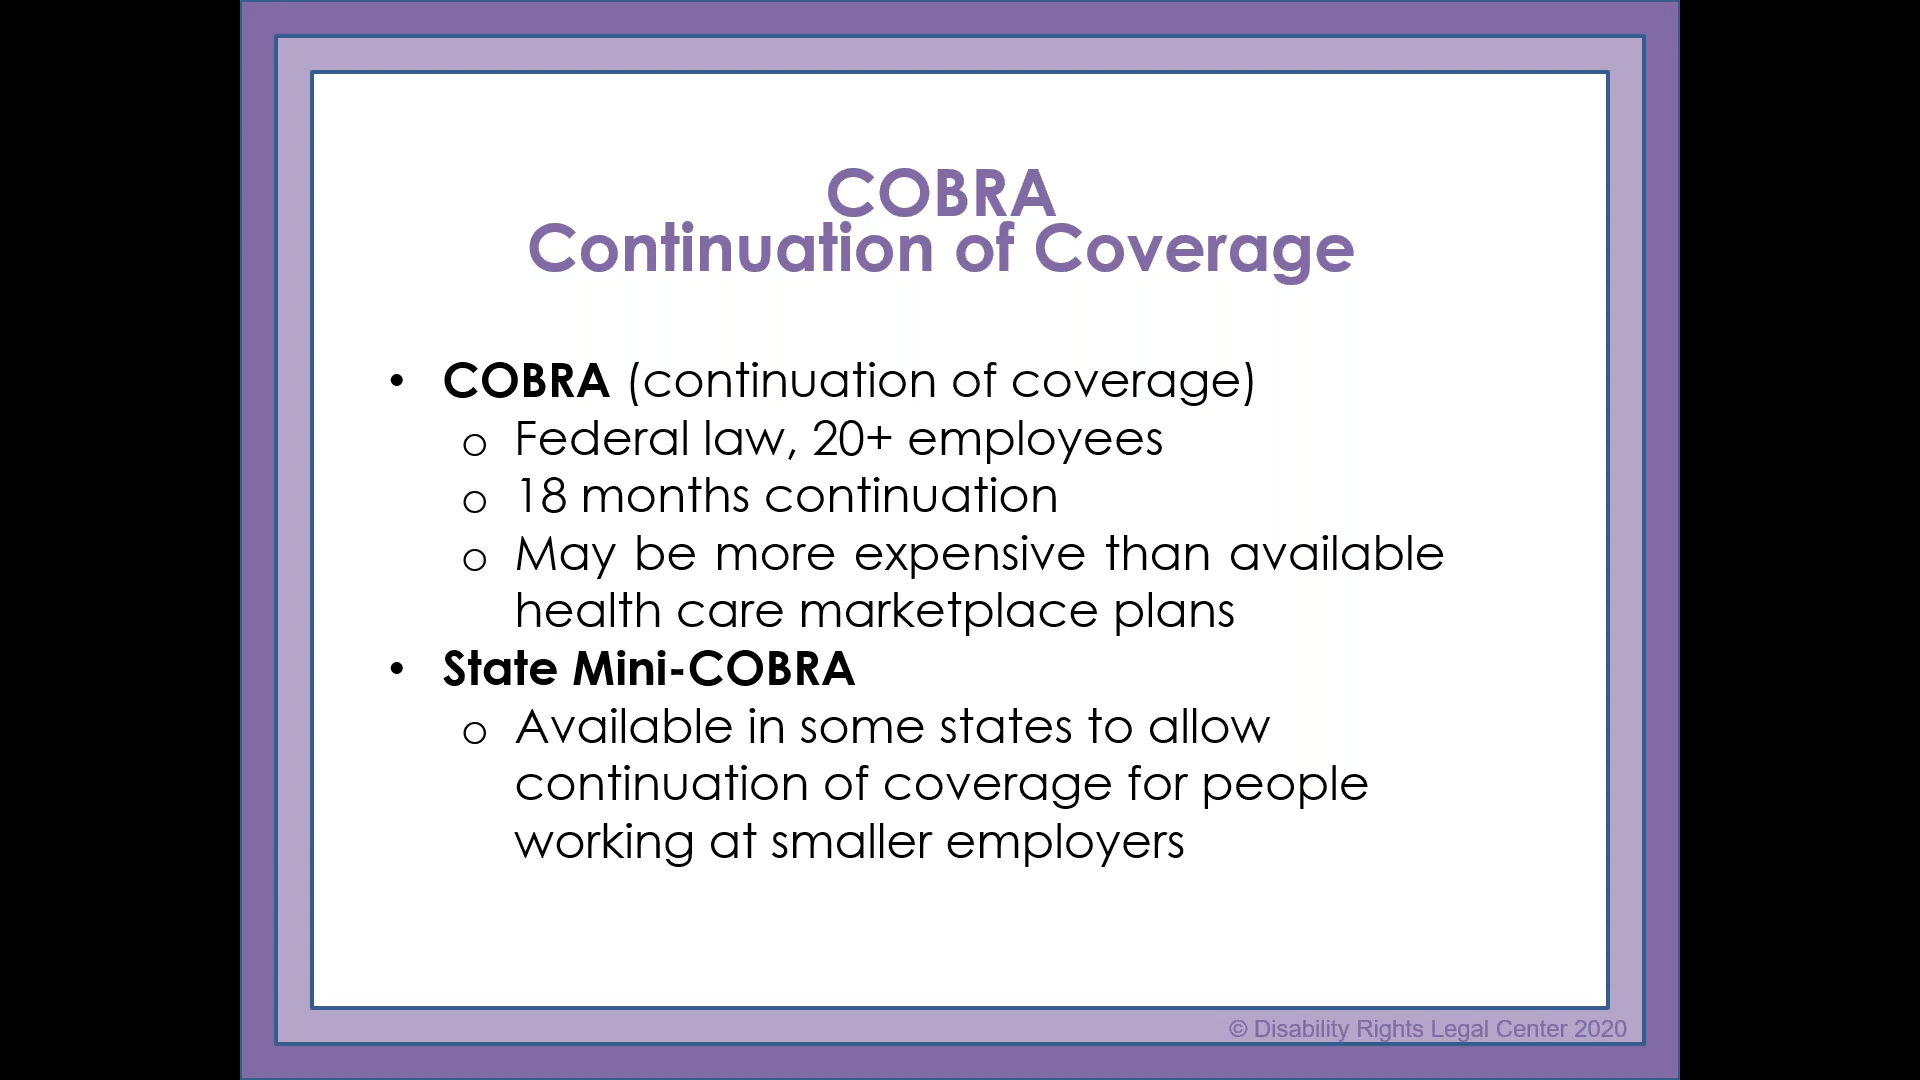 COBRA
Continuation of Coverage
• COBRA (continuation of coverage)
o Federal law, 20+ employees
o 18 months continuation
o May be more expensive than available
health care marketplace plans
• State Mini-COBRA
o Available in some states to allow
continuation of coverage for people
working at smaller employers
© Disability Rights Legal Center 2020